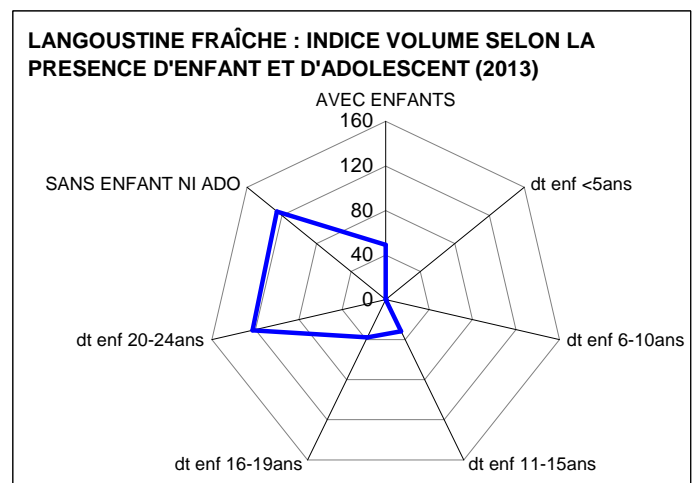 LANGOUSTINE FRAÎCHE : INDICE VOLUME SELON LA
PRESENCE D'ENFANT ET D'ADOLESCENT (2013)
AVEC ENFANTS
160
120
80
40
0
SANS ENFANT NI ADO
dt enf <5ans
dt enf 20-24ans
dt enf 6-10ans
dt enf 16-19ans
dt enf 11-15ans